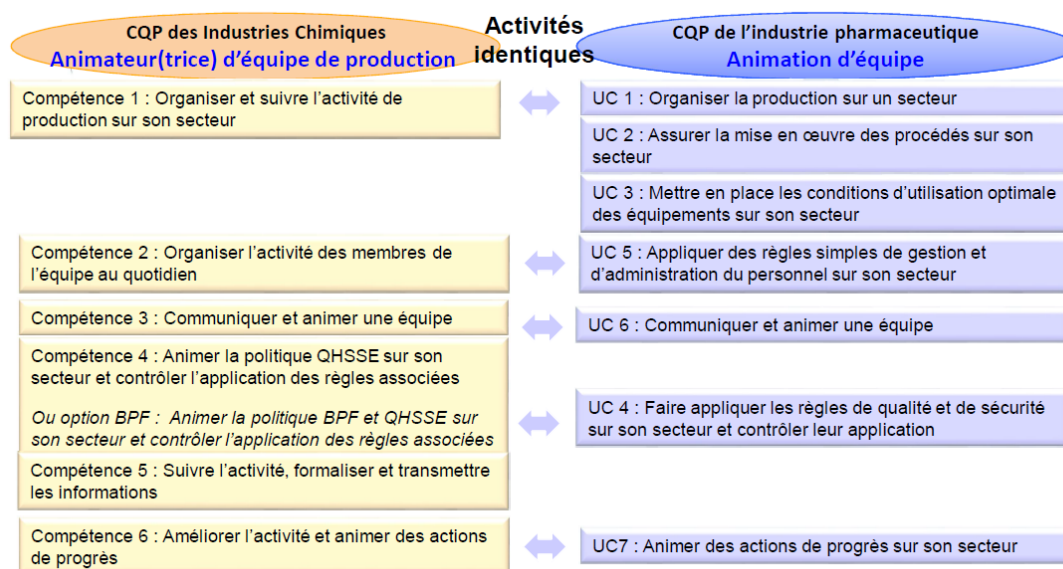 CQP des Industries Chimiques
Animateur(trice) d’équipe de production
Activités
identiques
CQP de l’industrie pharmaceutique
Animation d’équipe
Compétence 1 : Organiser et suivre l’activité de
production sur son secteur
UC 1 : Organiser la production sur un secteur
UC 2 : Assurer la mise en œuvre des procédés sur son
secteur
UC 3 : Mettre en place les conditions d’utilisation optimale
des équipements sur son secteur
Compétence 2 : Organiser l’activité des membres de
l’équipe au quotidien
UC 5 : Appliquer des règles simples de gestion et
d’administration du personnel sur son secteur
Compétence 3 : Communiquer et animer une équipe
UC 6 : Communiquer et animer une équipe
Compétence 4 : Animer la politique QHSSE sur son
secteur et contrôler l’application des règles associées
Ou option BPF : Animer la politique BPF et QHSSE sur
son secteur et contrôler l’application des règles associées
UC 4 : Faire appliquer les règles de qualité et de sécurité
sur son secteur et contrôler leur application
Compétence 5 : Suivre l’activité, formaliser et transmettre
les informations
Compétence 6 : Améliorer l’activité et animer des actions
de progrès
UC7 : Animer des actions de progrès sur son secteur